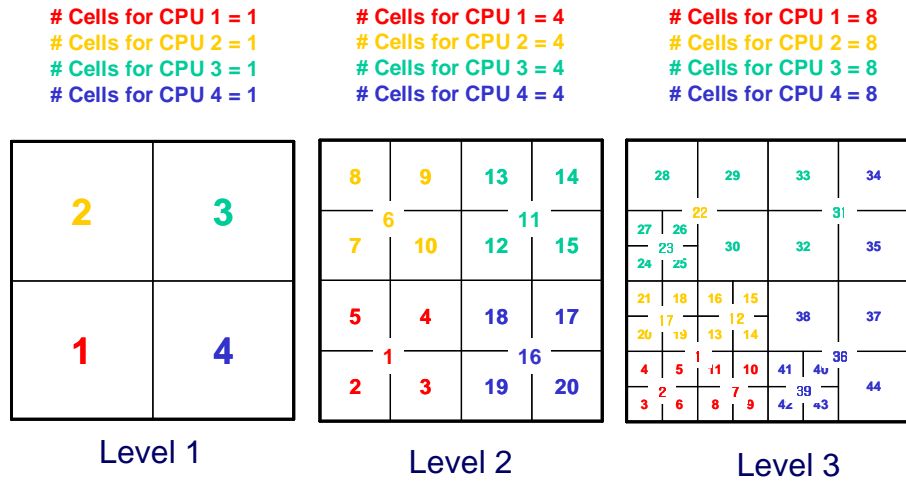 # Cells for CPU 1 = 1
# Cells for CPU 2 = 1
# Cells for CPU 3 = 1
# Cells for CPU 4 = 1
# Cells for CPU 1 = 4
# Cells for CPU 2 = 4
# Cells for CPU 3 = 4
# Cells for CPU 4 = 4
# Cells for CPU 1 = 8
# Cells for CPU 2 = 8
# Cells for CPU 3 = 8
# Cells for CPU 4 = 8
2 3
1 4
Level 1
8 9 13 14
6 11
7 10 12 15
5 4 18 17
1 16
2 3 19 20
Level 2
28 29 33 34
22 31
27 26
23 30 32 35
24 25
21 18 16 15
17 12 38 37
20 19 13 14
1 36
4 5 11 10 41 40
2 7 39 44
3 6 8 9 42 43
Level 3